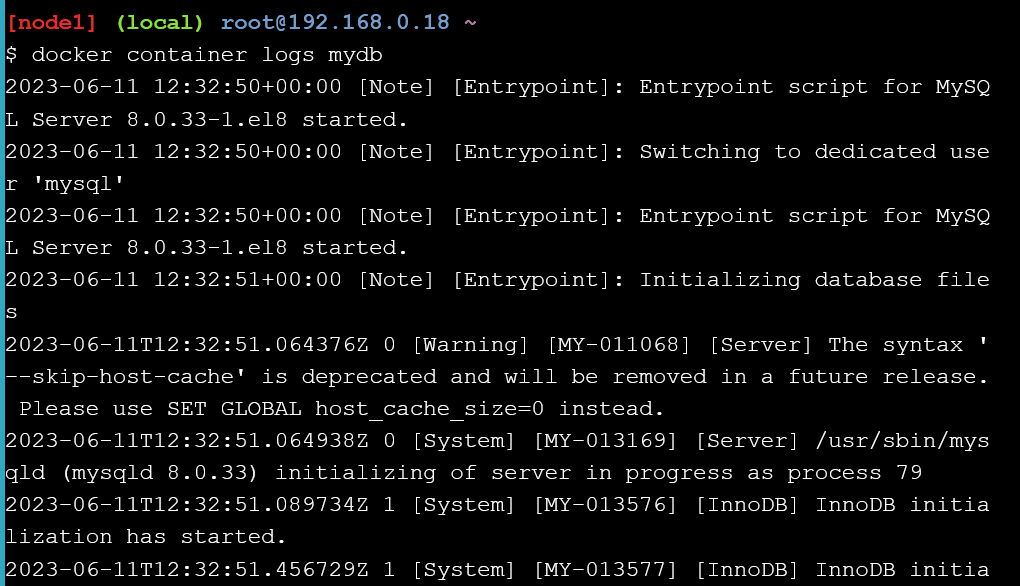 [node1] (local) root@192.168.0.18 ~
$ docker container logs mydb
2023-06-11 12:32:50+00:00 [Note] [Entrypoint]: Entrypoint script for MySQ
L Server 8.0.33-1.el8 started.
2023-06-11 12:32:50+00:00 [Note] [Entrypoint]: Switching to dedicated use
r 'mysql'
2023-06-11 12:32:50+00:00 [Note] [Entrypoint]: Entrypoint script for MySQ
L Server 8.0.33-1.el8 started.
2023-06-11 12:32:51+00:00 [Note] [Entrypoint]: Initializing database file
s
2023-06-11T12:32:51.064376Z 0 [Warning] [MY-011068] [Server] The syntax '
--skip-host-cache' is deprecated and will be removed in a future release.
 Please use SET GLOBAL host_cache_size=0 instead.
2023-06-11T12:32:51.064938Z 0 [System] [MY-013169] [Server] /usr/sbin/mys
qld (mysqld 8.0.33) initializing of server in progress as process 79
2023-06-11T12:32:51.089734Z 1 [System] [MY-013576] [InnoDB] InnoDB initia
lization has started.
2023-06-11T12:32:51.456729Z 1 [System] [MY-013577] [InnoDB] InnoDB initia